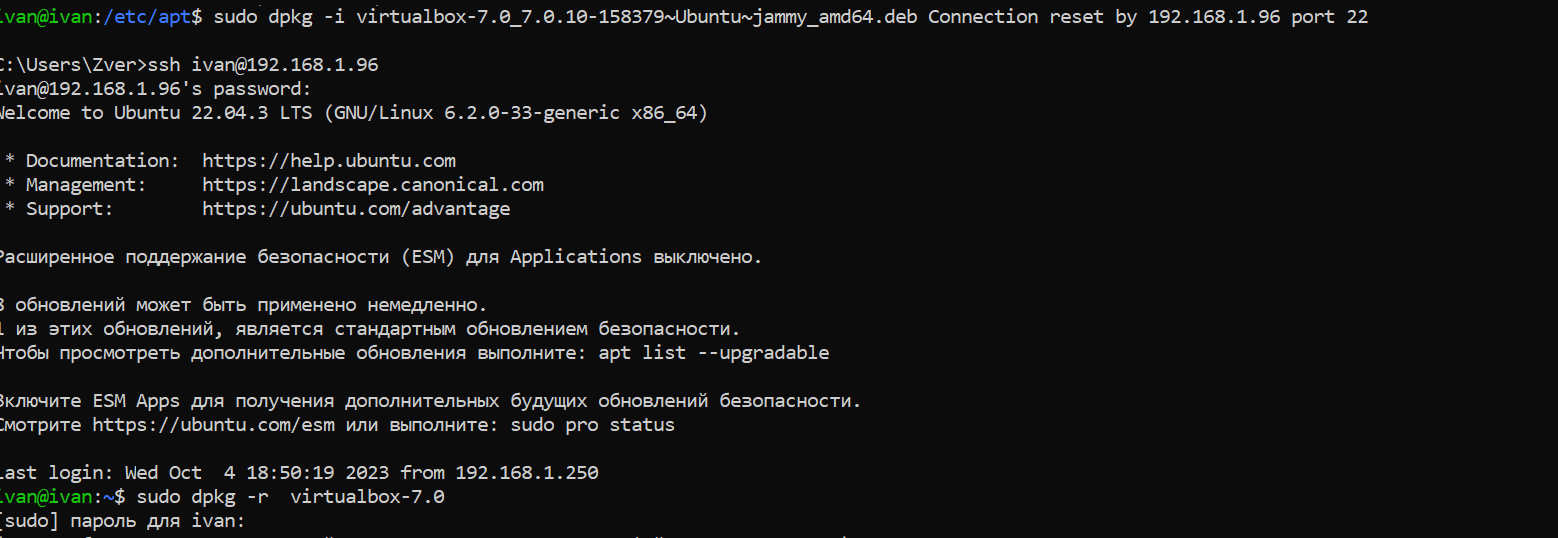 ivan@ivan:/etc/apt$ sudo dpkg -i virtualbox-7.0_7.0.10-158379~Ubuntu~jammy_amd64.deb Connection reset by 192.168.1.96 port 22
C:\Users\Zver>ssh ivan@192.168.1.96
ivan@192.168.1.96's password:
Welcome to Ubuntu 22.04.3 LTS (GNU/Linux 6.2.0-33-generic x86_64)
* Documentation: https://help.ubuntu.com
* Management: https://landscape.canonical.com
* Support: https://ubuntu.com/advantage
Расширенное поддержание безопасности (ESM) для Applications выключено.
8 обновлений может быть применено немедленно.
1 из этих обновлений, является стандартным обновлением безопасности.
Чтобы просмотреть дополнительные обновления выполните: apt list --upgradable
Включите ESM Apps для получения дополнительных будущих обновлений безопасности.
Смотрите https://ubuntu.com/esm или выполните: sudo pro status
Last login: Wed Oct 4 18:50:19 2023 from 192.168.1.250
ivan@ivan:~$ sudo dpkg -r virtualbox-7.0
[sudo] пароль для ivan: